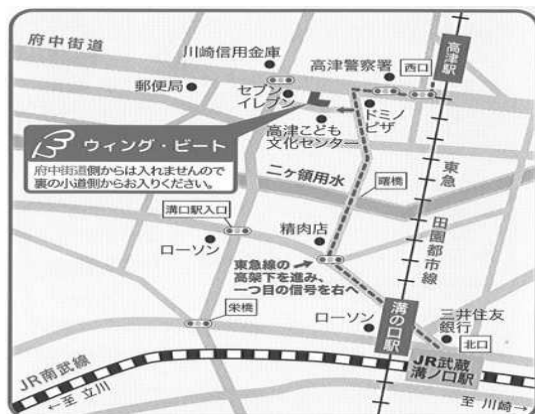 府中街道
川崎信用金庫
高津警察署
西口
高津駅
郵便局
セブン
イレブン
ドミノ
ピザ
高津こども
文化センター
ウィング・ビート
府中街道側からは入れませんので
裏の小道側からお入りください。
二ヶ領用水
曙橋
東急
田園都市線
溝口駅入口
精肉店
ローソン
東急線の
高架下を進み、
一つ目の信号を右へ
栄橋
ローソン
溝の口駅
三井住友
銀行
北口
JR武蔵
溝ノ口駅
JR南武線
←至 立川
至 川崎→